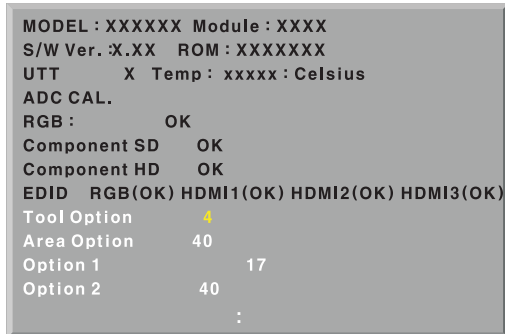 MODEL : XXXXXX Module : XXXX
S/W Ver. :X.XX ROM : XXXXXXX
UTT X Temp : xxxxx : Celsius
ADC CAL.
RGB : OK
Component SD OK
Component HD OK
EDID RGB(OK) HDMI1(OK) HDMI2(OK) HDMI3(OK)
Tool Option 4
Area Option 40
Option 1 17
Option 2 40
: